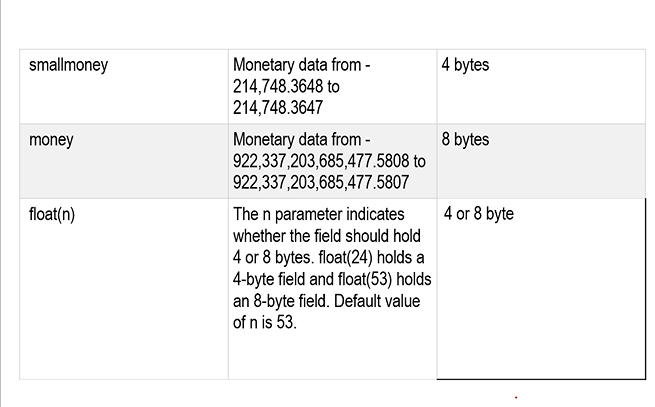 smallmoney
Monetary data from -
214,748.3648 to
214,748.3647
4 bytes
money
Monetary data from -
922,337,203,685,477.5808 to
922,337,203,685,477.5807
8 bytes
float(n)
The n parameter indicates
whether the field should hold
4 or 8 bytes. float(24) holds a
4-byte field and float(53) holds
an 8-byte field. Default value
of n is 53.
4 or 8 byte